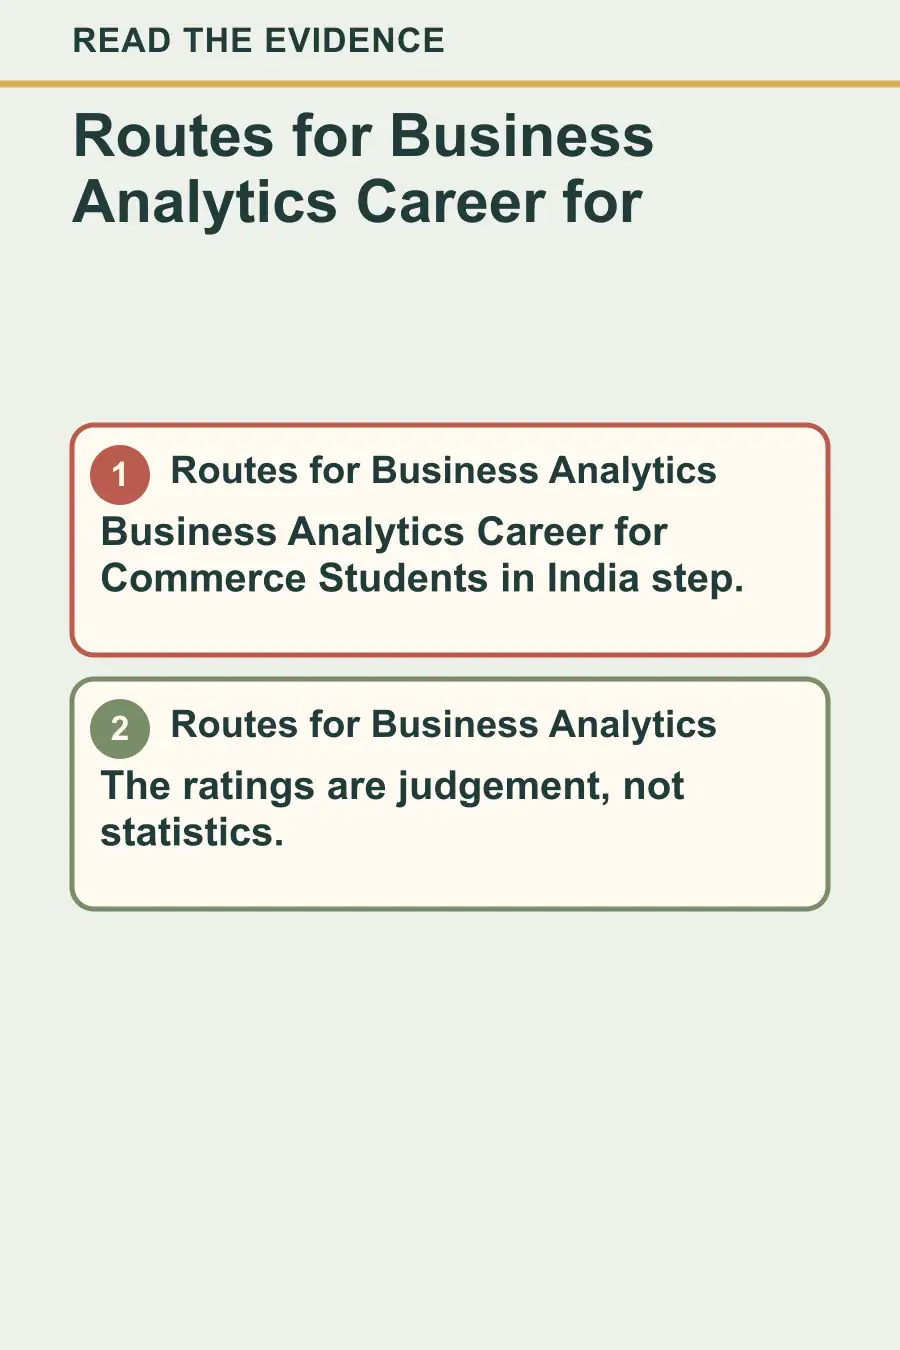 READ THE EVIDENCE
Routes for Business
Analytics Career for
1 Routes for Business Analytics
Business Analytics Career for
Commerce Students in India step.
2 Routes for Business Analytics
The ratings are judgement, not
statistics.